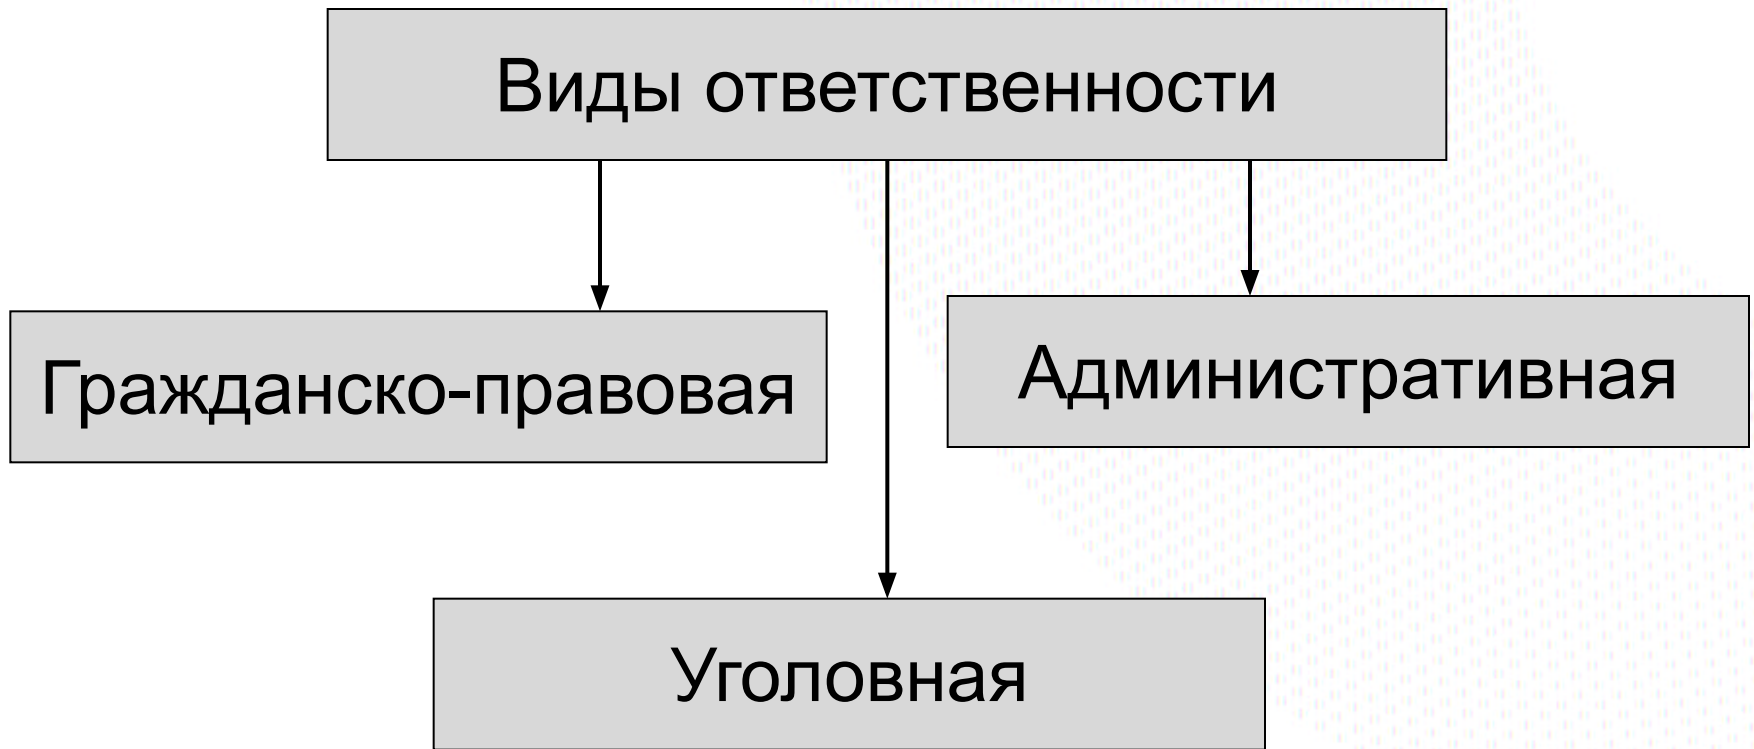 Виды ответственности
Гражданско-правовая
Административная
Уголовная